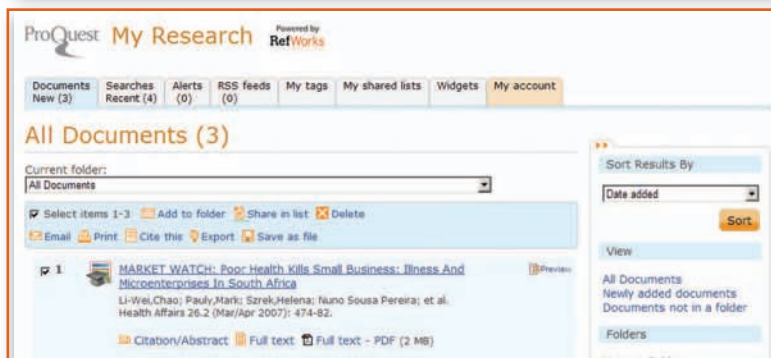 ProQuest My Research Powered by RefWorks
Documents New (3) Searches Recent (4) Alerts (0) RSS feeds (0) My tags My shared lists Widgets My account
All Documents (3)
Current folder:
All Documents
Select items 1-3 Add to folder Share in list Delete
Email Print Cite this Export Save as file
1 MARKET WATCH: Poor Health Kills Small Business: Illness And
Microenterprises In South Africa
Preview
Li-Wei,Chao; Pauly,Mark; Szrek,Helena; Nuno Sousa Pereira; et al.
Health Affairs 26.2 (Mar/Apr 2007): 474-82.
Citation/Abstract Full text Full text - PDF (2 MB)
Sort Results By
Date added
Sort
View
All Documents
Newly added documents
Documents not in a folder
Folders